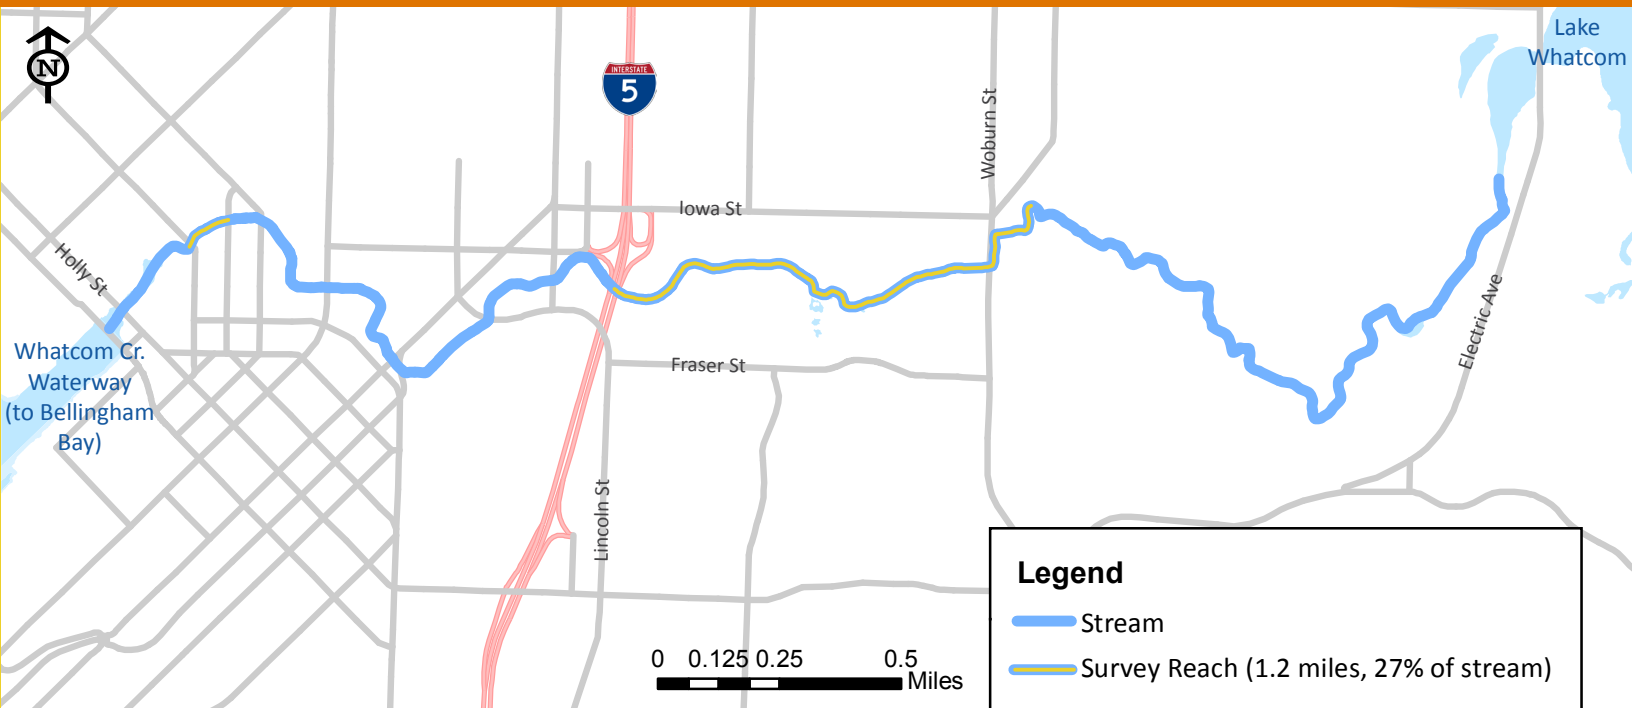 N
INTERSTATE
5
Lake
Whatcom
Woburn St
Iowa St
Holly St
Electric Ave
Whatcom Cr.
Waterway
(to Bellingham
Bay)
Fraser St
Lincoln St
0 0.125 0.25 0.5
Miles
Legend
Stream
Survey Reach (1.2 miles, 27% of stream)